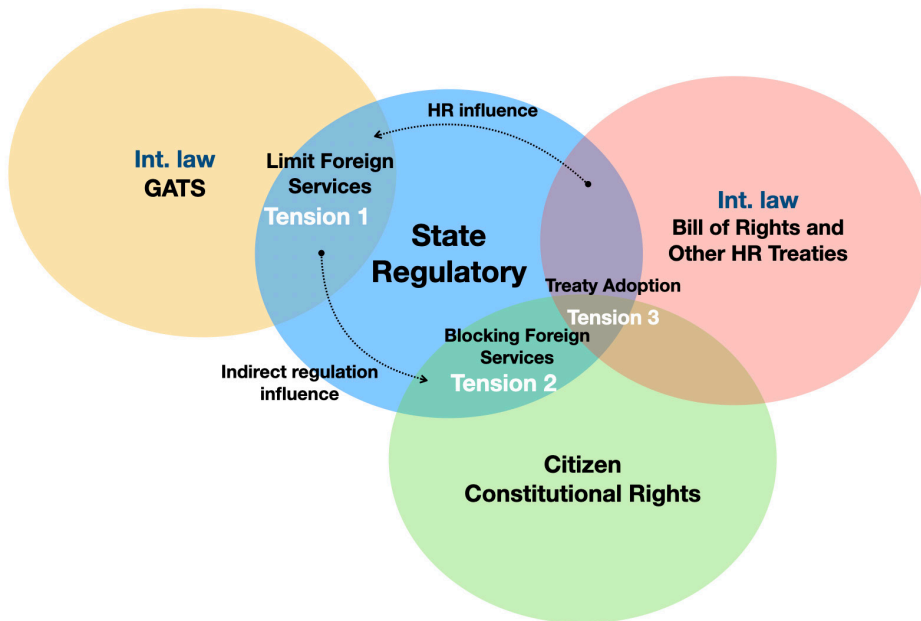 HR influence
Int. law
GATS
Limit Foreign
Services
Tension 1
State
Regulatory
Int. law
Bill of Rights and
Other HR Treaties
Treaty Adoption
Tension 3
Blocking Foreign
Services
Tension 2
Indirect regulation
influence
Citizen
Constitutional Rights